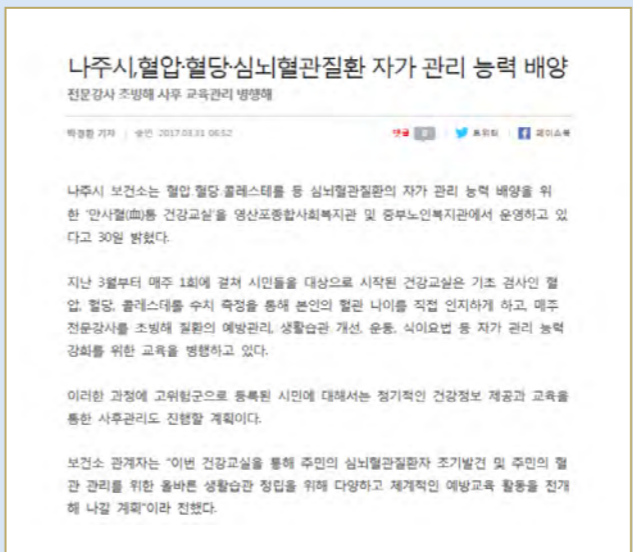 나주시,혈압·혈당·심뇌혈관질환 자가 관리 능력 배양
전문강사 초빙해 사후 교육관리 병행해
박경환 기자 | 승인 2017.03.31 06:52
댓글 0 트위터 페이스북
나주시 보건소는 혈압·혈당·콜레스테롤 등 심뇌혈관질환의 자가 관리 능력 배양을 위
한 '만사혈(血)통 건강교실'을 영산포종합사회복지관 및 중부노인복지관에서 운영하고 있
다고 30일 밝혔다.
지난 3월부터 매주 1회에 걸쳐 시민들을 대상으로 시작된 건강교실은 기초 검사인 혈
압, 혈당, 콜레스테롤 수치 측정을 통해 본인의 혈관 나이를 직접 인지하게 하고, 매주
전문강사를 초빙해 질환의 예방관리, 생활습관 개선, 운동, 식이요법 등 자가 관리 능력
강화를 위한 교육을 병행하고 있다.
이러한 과정에 고위험군으로 등록된 시민에 대해서는 정기적인 건강정보 제공과 교육을
통한 사후관리도 진행할 계획이다.
보건소 관계자는 "이번 건강교실을 통해 주민의 심뇌혈관질환자 조기발견 및 주민의 혈
관 관리를 위한 올바른 생활습관 정립을 위해 다양하고 체계적인 예방교육 활동을 전개
해 나갈 계획"이라 전했다.